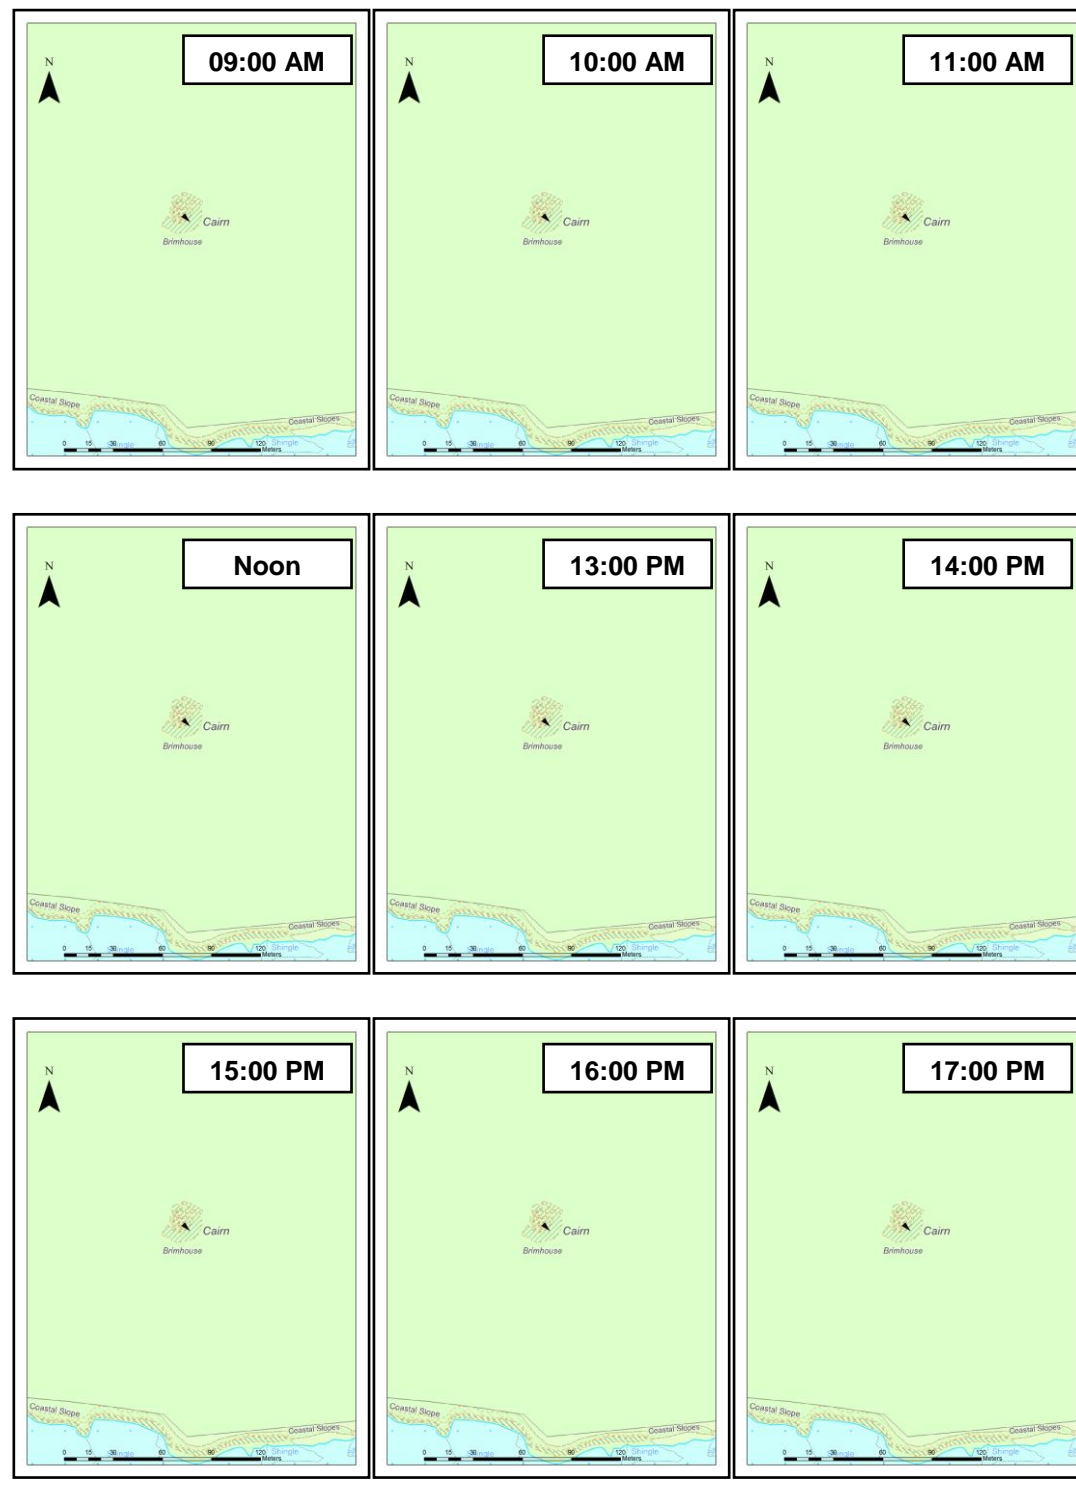 09:00 AM
N
Cairn
Brimhouse
Coastal Slope
Coastal Slopes
0 15 30 60 90 120 Shingle
Meters
10:00 AM
N
Cairn
Brimhouse
Coastal Slope
Coastal Slopes
0 15 30 60 90 120 Shingle
Meters
11:00 AM
N
Cairn
Brimhouse
Coastal Slope
Coastal Slopes
0 15 30 60 90 120 Shingle
Meters
Noon
N
Cairn
Brimhouse
Coastal Slope
Coastal Slopes
0 15 30 60 90 120 Shingle
Meters
13:00 PM
N
Cairn
Brimhouse
Coastal Slope
Coastal Slopes
0 15 30 60 90 120 Shingle
Meters
14:00 PM
N
Cairn
Brimhouse
Coastal Slope
Coastal Slopes
0 15 30 60 90 120 Shingle
Meters
15:00 PM
N
Cairn
Brimhouse
Coastal Slope
Coastal Slopes
0 15 30 60 90 120 Shingle
Meters
16:00 PM
N
Cairn
Brimhouse
Coastal Slope
Coastal Slopes
0 15 30 60 90 120 Shingle
Meters
17:00 PM
N
Cairn
Brimhouse
Coastal Slope
Coastal Slopes
0 15 30 60 90 120 Shingle
Meters